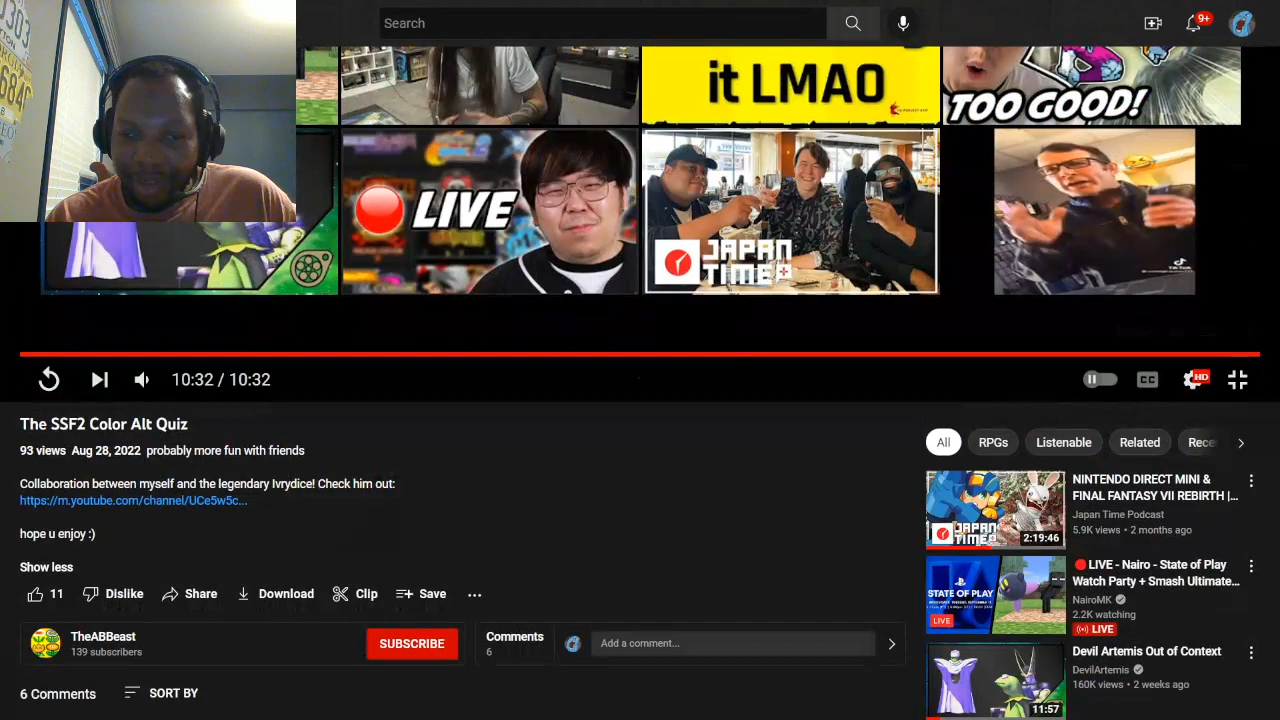 Search
9+
it LMAO
TOO GOOD!
LIVE
JAPAN
TIME
10:32 / 10:32
CC
HD
The SSF2 Color Alt Quiz
93 views Aug 28, 2022 probably more fun with friends
Collaboration between myself and the legendary Ivrydice! Check him out:
https://m.youtube.com/channel/UCe5w5c...
hope u enjoy :)
Show less
11 Dislike Share Download Clip Save ...
TheABBeast
139 subscribers
SUBSCRIBE
Comments
6
Add a comment...
6 Comments
SORT BY
All RPGs Listenable Related Rece
NINTENDO DIRECT MINI &
FINAL FANTASY VII REBIRTH |...
Japan Time Podcast
5.9K views • 2 months ago
JAPAN
TIME
2:19:46
🔴LIVE - Nairo - State of Play
Watch Party + Smash Ultimate...
NairoMK
2.2K watching
LIVE
STATE OF PLAY
LIVE
Devil Artemis Out of Context
DevilArtemis
160K views • 2 weeks ago
11:57